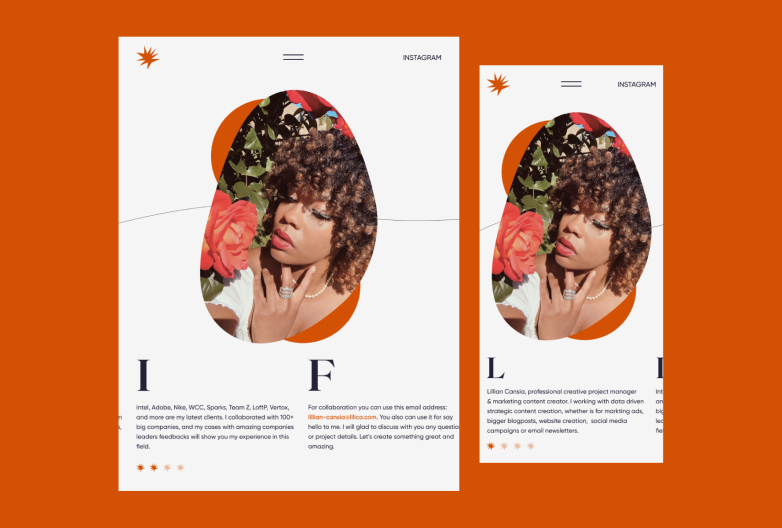 INSTAGRAM
I
Intel, Adobe, Nike, WCC, Sparks, Team Z, LoftP, Vertox,
and more are my latest clients. I collaborated with 100+
big companies, and my cases with amazing companies
leaders feedbacks will show you my experience in this
field.
F
For collaboration you can use this email address:
lillian-cansia@lillca.com. You also can use it for say
hello to me. I will glad to discuss with you any questio
or project details. Let's create something great and
amazing.
INSTAGRAM
L
Lillian Cansia, professional creative project manager
& marketing content creator. I working with data driven
strategic content creation, whether is for markting ads,
bigger blogposts, website creation, social media
campaigns or email newsletters.